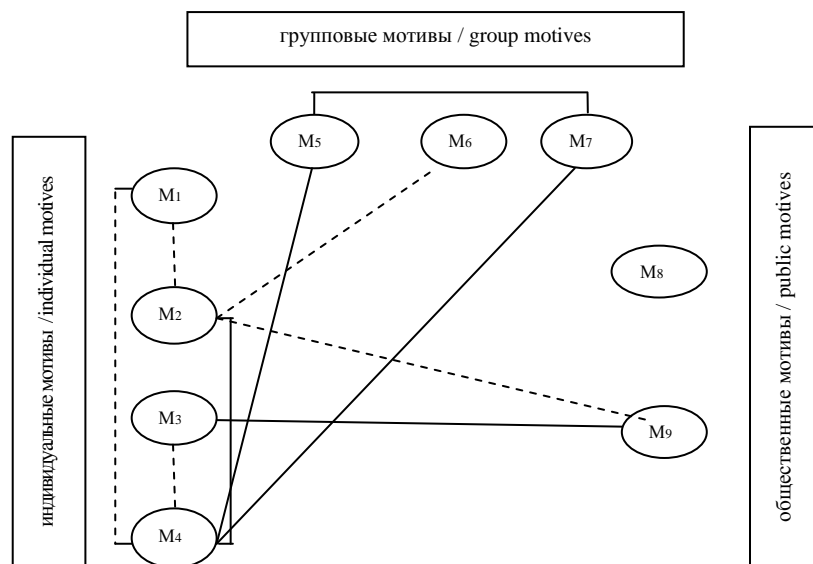 групповые мотивы / group motives
M5
M6
M7
M1
M8
M2
M3
M9
M4
индивидуальные мотивы /individual motives
общественные мотивы / public motives